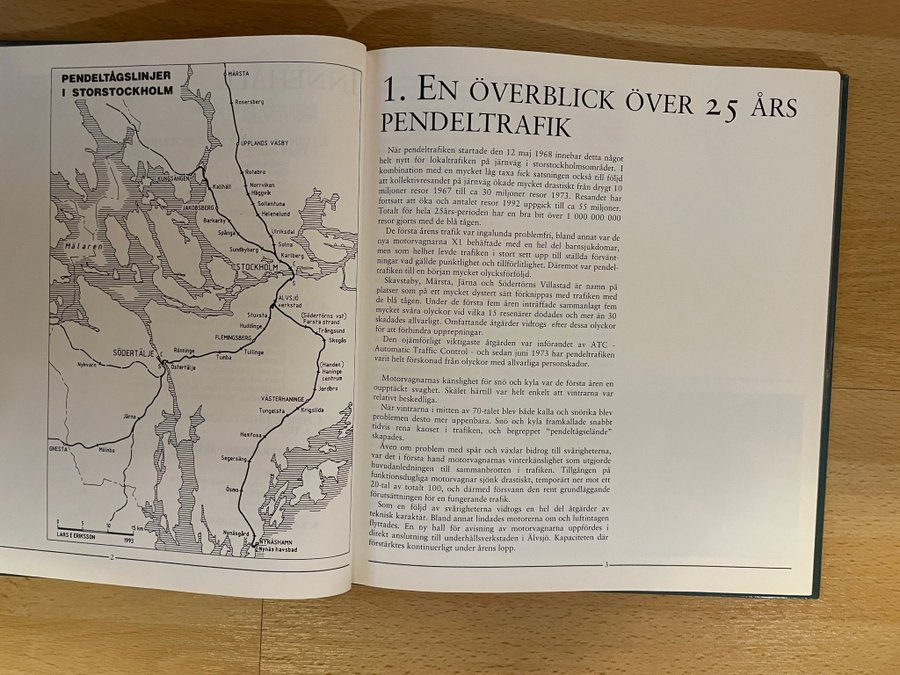 PENDELTÅGSLINJER
I STORSTOCKHOLM
MÄRSTA
Rosersberg
UPPLANDS VÄSBY
Rotebro
Norrviken
Häggvik
Sollentuna
Helenelund
KUNGSÄNGEN
Kallhäll
JAKOBSBERG
Barkarby
Spånga
Sundbyberg
Ulriksdal
Solna
Karlberg
Mälaren
STOCKHOLM
ÄLVSJÖ
verkstad
Stuvsta
Huddinge
FLEMINGSBERG
(Södertörns vst)
Farsta strand
Trångsund
Skogås
SÖDERTÄLJE
Rönninge
Tumba
Tullinge
Östertälje
Nykvarn
(Handen)
Haninge
centrum
Jordbro
VÄSTERHANINGE
Tungelsta
Krigslida
Järna
Hemfosa
GNESTA
Mölnbo
Segersäng
Ösmo
Nynäsgård
NYNÄSHAMN
Nynäs havsbad
0 5 10 15 km
LARS E ERIKSSON 1993
2
1. EN ÖVERBLICK ÖVER 25 ÅRS
PENDELTRAFIK
När pendeltrafiken startade den 12 maj 1968 innebar detta något
helt nytt för lokaltrafiken på järnväg i storstockholmsområdet. I
kombination med en mycket låg taxa fick satsningen också till följd
att kollektivresandet på järnväg ökade mycket drastiskt från drygt 10
miljoner resor 1967 till ca 30 miljoner resor 1973. Resandet har
fortsatt att öka och antalet resor 1992 uppgick till ca 55 miljoner.
Totalt för hela 25års-perioden har en bra bit över 1 000 000 000
resor gjorts med de blå tågen.
De första årens trafik var ingalunda problemfri, bland annat var de
nya motorvagnarna X1 behäftade med en hel del barnsjukdomar,
men som helhet levde trafiken i stort sett upp till ställda förvänt-
ningar vad gällde punktlighet och tillförlitlighet. Däremot var pendel-
trafiken till en början mycket olycksförföljd.
Skavstaby, Märsta, Järna och Södertörns Villastad är namn på
platser som på ett mycket dystert sätt förknippas med trafiken med
de blå tågen. Under de första fem åren inträffade sammanlagt fem
mycket svåra olyckor vid vilka 15 resenärer dödades och mer än 30
skadades allvarligt. Omfattande åtgärder vidtogs efter dessa olyckor
för att förhindra upprepningar.
Den ojämförligt viktigaste åtgärden var införandet av ATC -
Automatic Traffic Control - och sedan juni 1973 har pendeltrafiken
varit helt förskonad från olyckor med allvarliga personskador.
Motorvagnarnas känslighet för snö och kyla var de första åren en
oupptäckt svaghet. Skälet härtill var helt enkelt att vintrarna var
relativt beskedliga.
När vintrarna i mitten av 70-talet blev både kalla och snörika blev
problemen desto mer uppenbara. Snö och kyla framkallade snabbt
tidvis rena kaoset i trafiken, och begreppet "pendeltågselände"
skapades.
Även om problem med spår och växlar bidrog till svårigheterna,
var det i första hand motorvagnarnas vinterkänslighet som utgjorde
huvudanledningen till sammanbrotten i trafiken. Tillgången på
funktionsdugliga motorvagnar sjönk drastiskt, temporärt ner mot ett
20-tal av totalt 100, och därmed försvann den rent grundläggande
förutsättningen för en fungerande trafik.
Som en följd av svårigheterna vidtogs en hel del åtgärder av
teknisk karaktär. Bland annat lindades motorerna om och luftintagen
flyttades. En ny hall för avisning av motorvagnarna uppfördes i
direkt anslutning till underhållsverkstaden i Älvsjö. Kapaciteten där
förstärktes kontinuerligt under årens lopp.
3